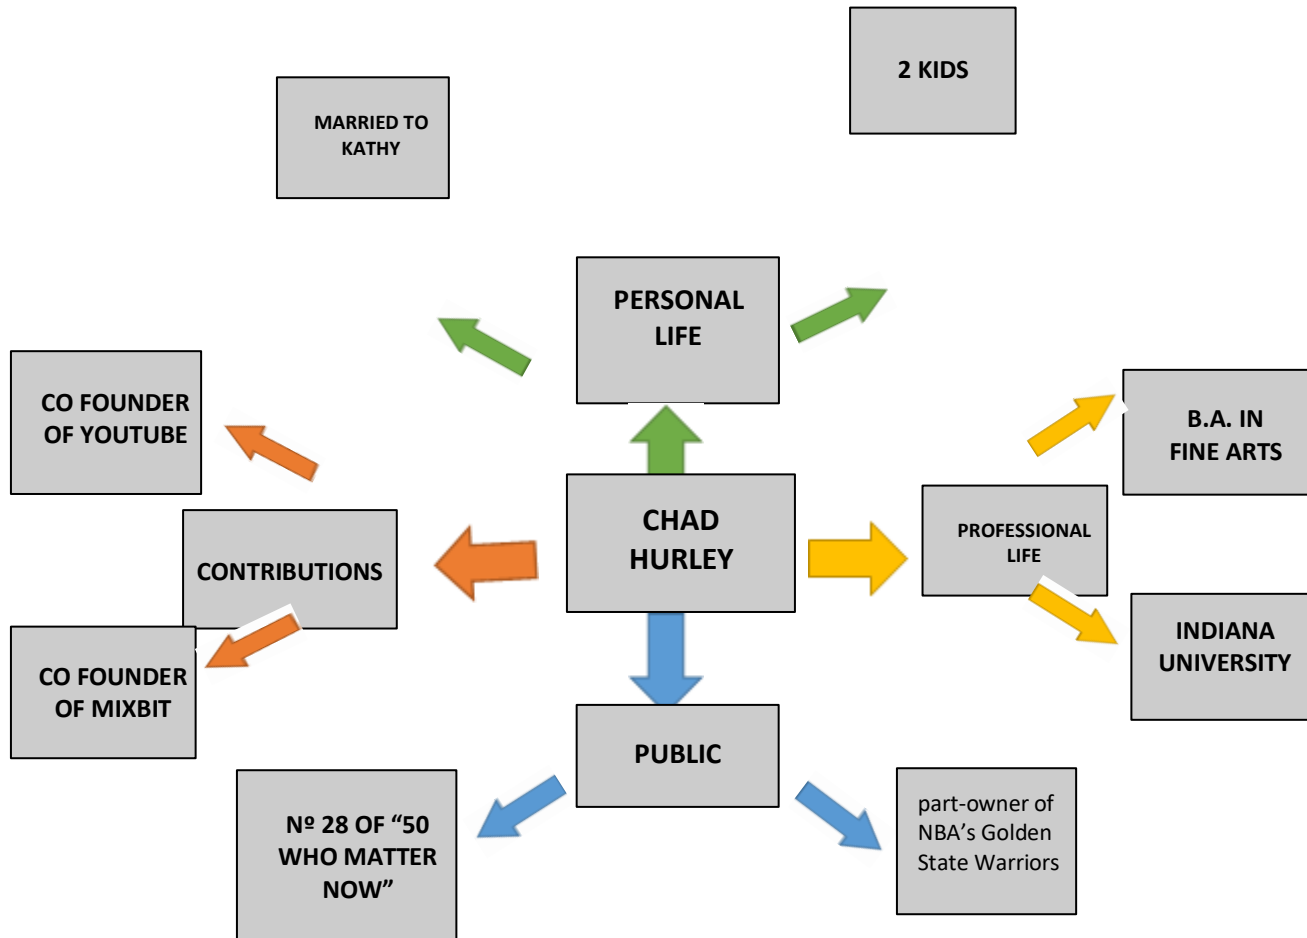 2 KIDS
MARRIED TO
KATHY
PERSONAL
LIFE
CO FOUNDER
OF YOUTUBE
B.A. IN
FINE ARTS
CHAD
HURLEY
PROFESSIONAL
LIFE
CONTRIBUTIONS
INDIANA
UNIVERSITY
CO FOUNDER
OF MIXBIT
PUBLIC
part-owner of
NBA’s Golden
State Warriors
Nº 28 OF “50
WHO MATTER
NOW”